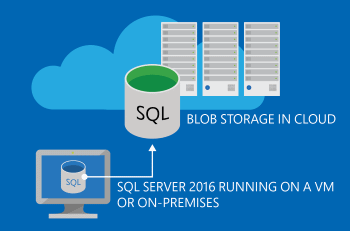 SQL
BLOB STORAGE IN CLOUD
SQL
SQL SERVER 2016 RUNNING ON A VM
OR ON-PREMISES